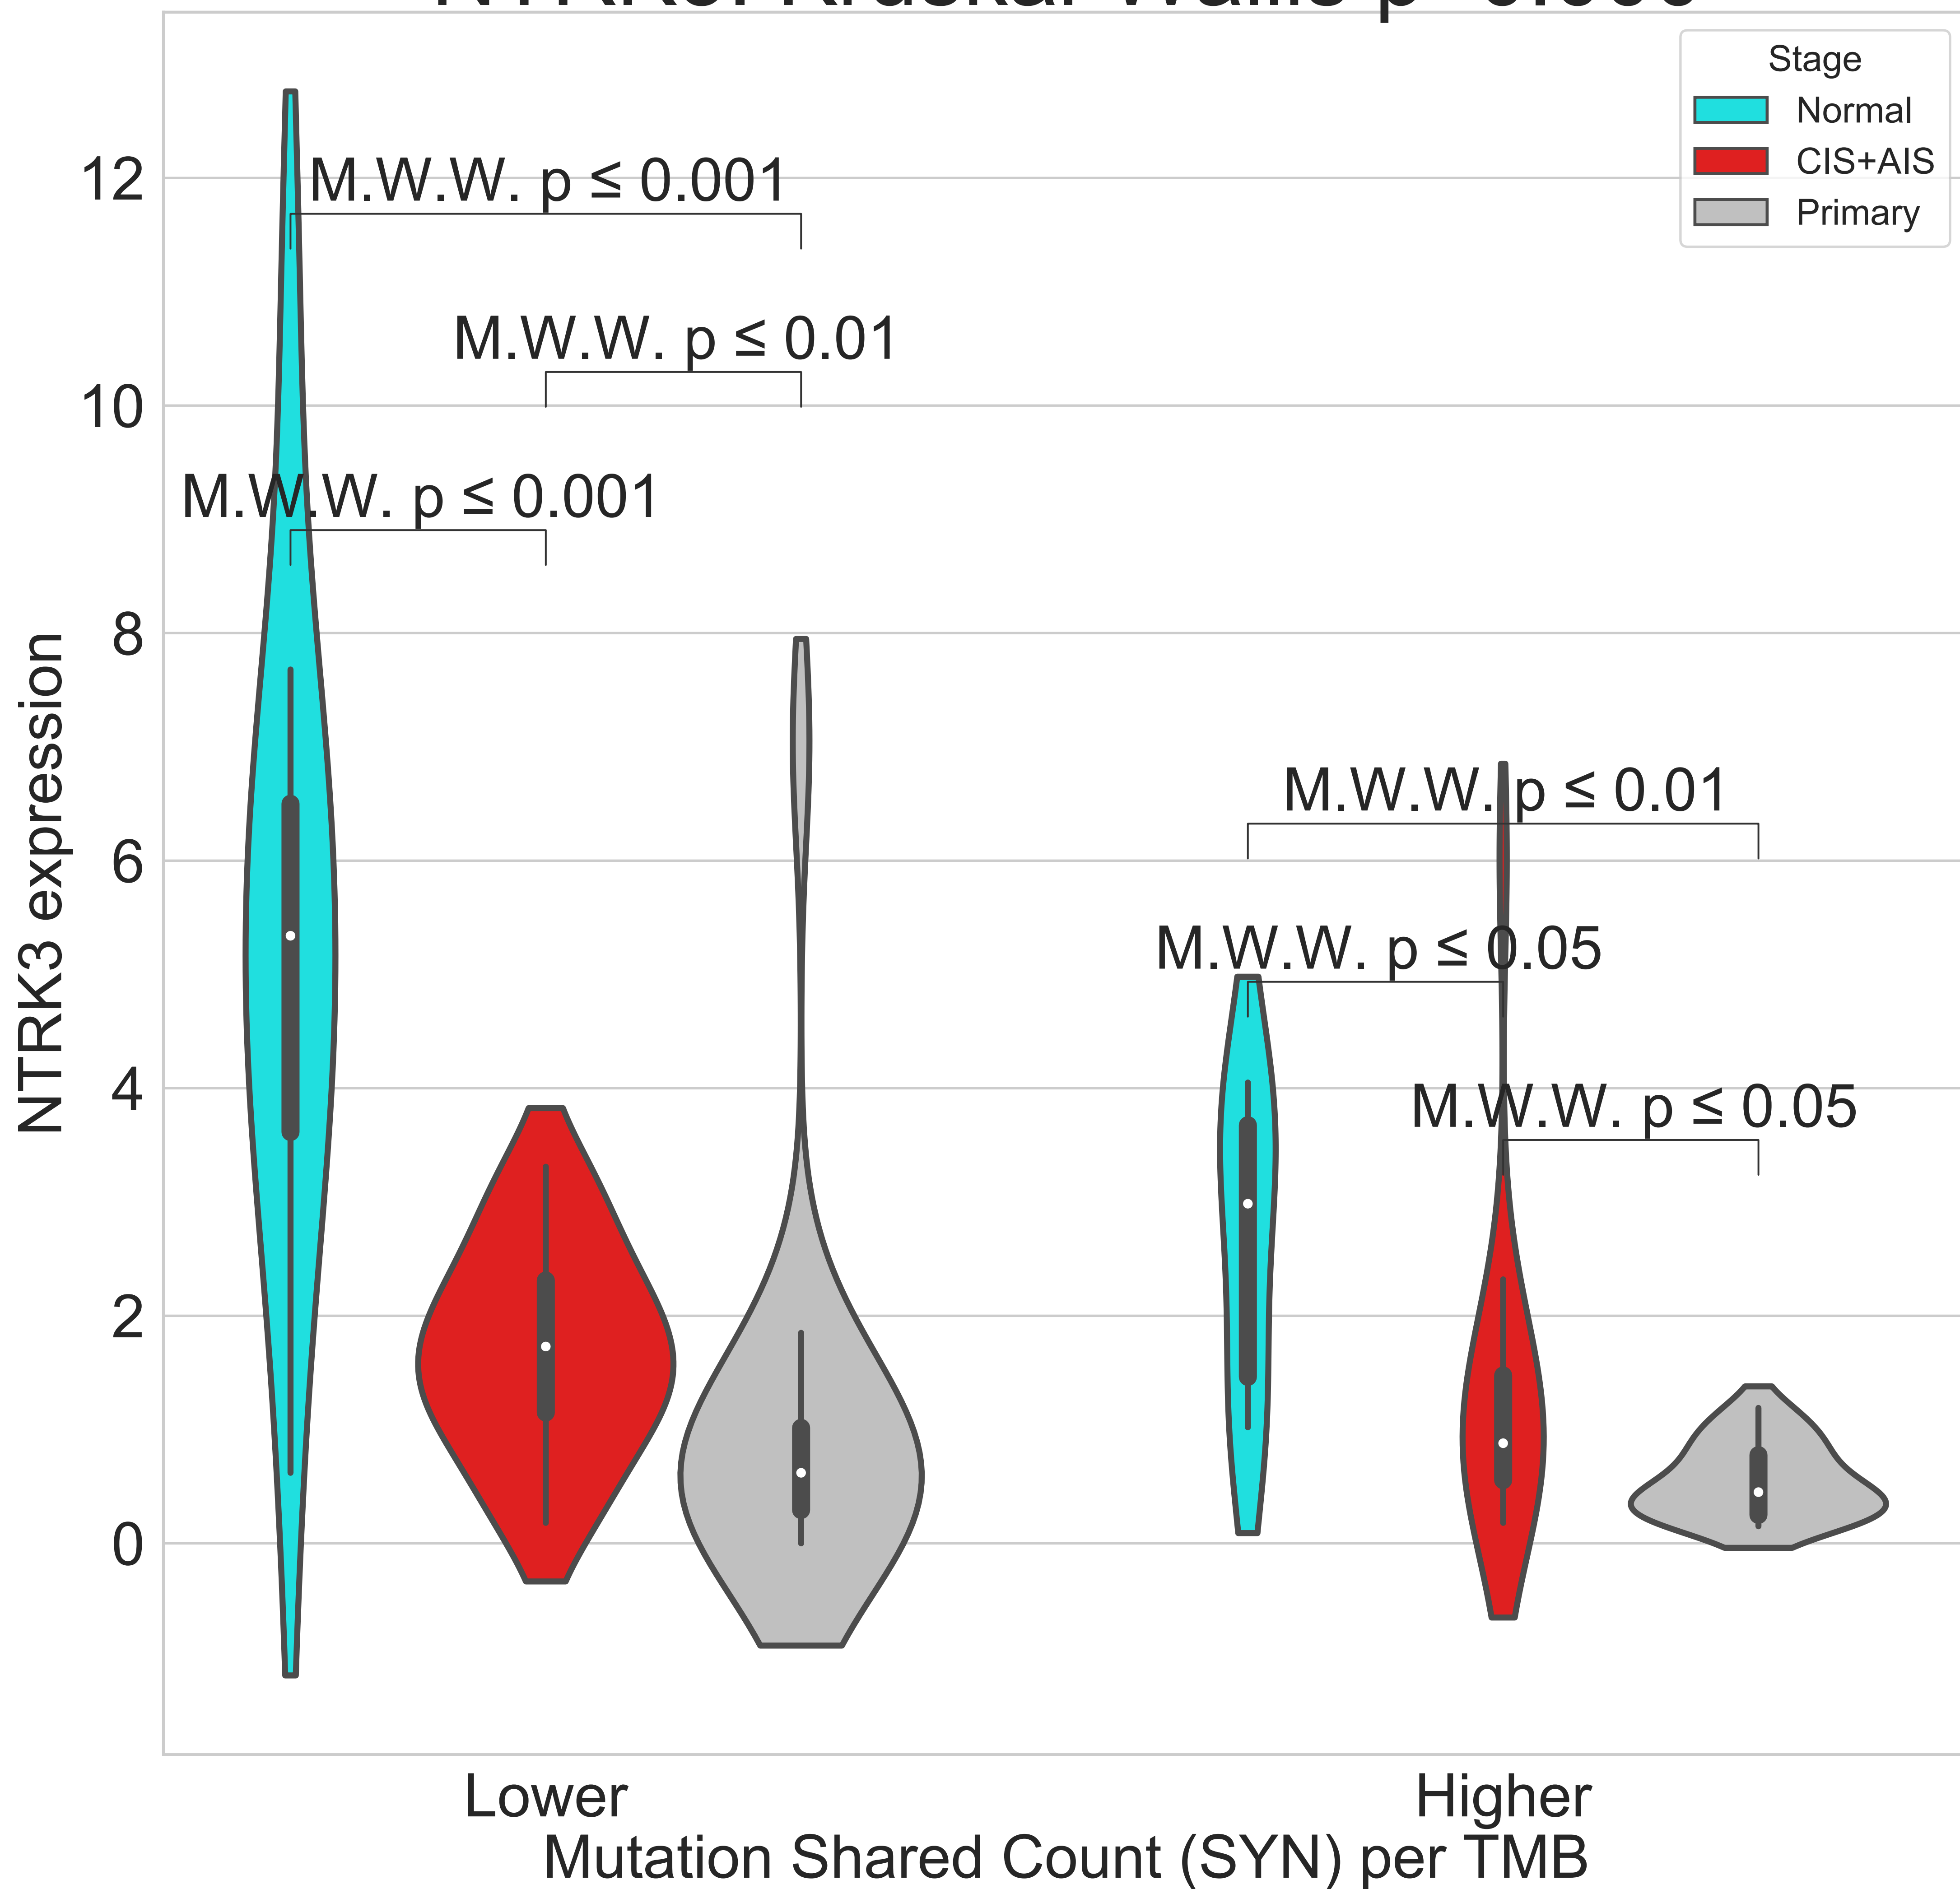 Stage
Normal
CIS+AIS
Primary
12
10
8
6
4
2
0
NTRK3 expression
M.W.W. p ≤ 0.001
M.W.W. p ≤ 0.01
M.W.W. p ≤ 0.001
M.W.W. p ≤ 0.01
M.W.W. p ≤ 0.05
M.W.W. p ≤ 0.05
Lower
Higher
Mutation Shared Count (SYN) per TMB